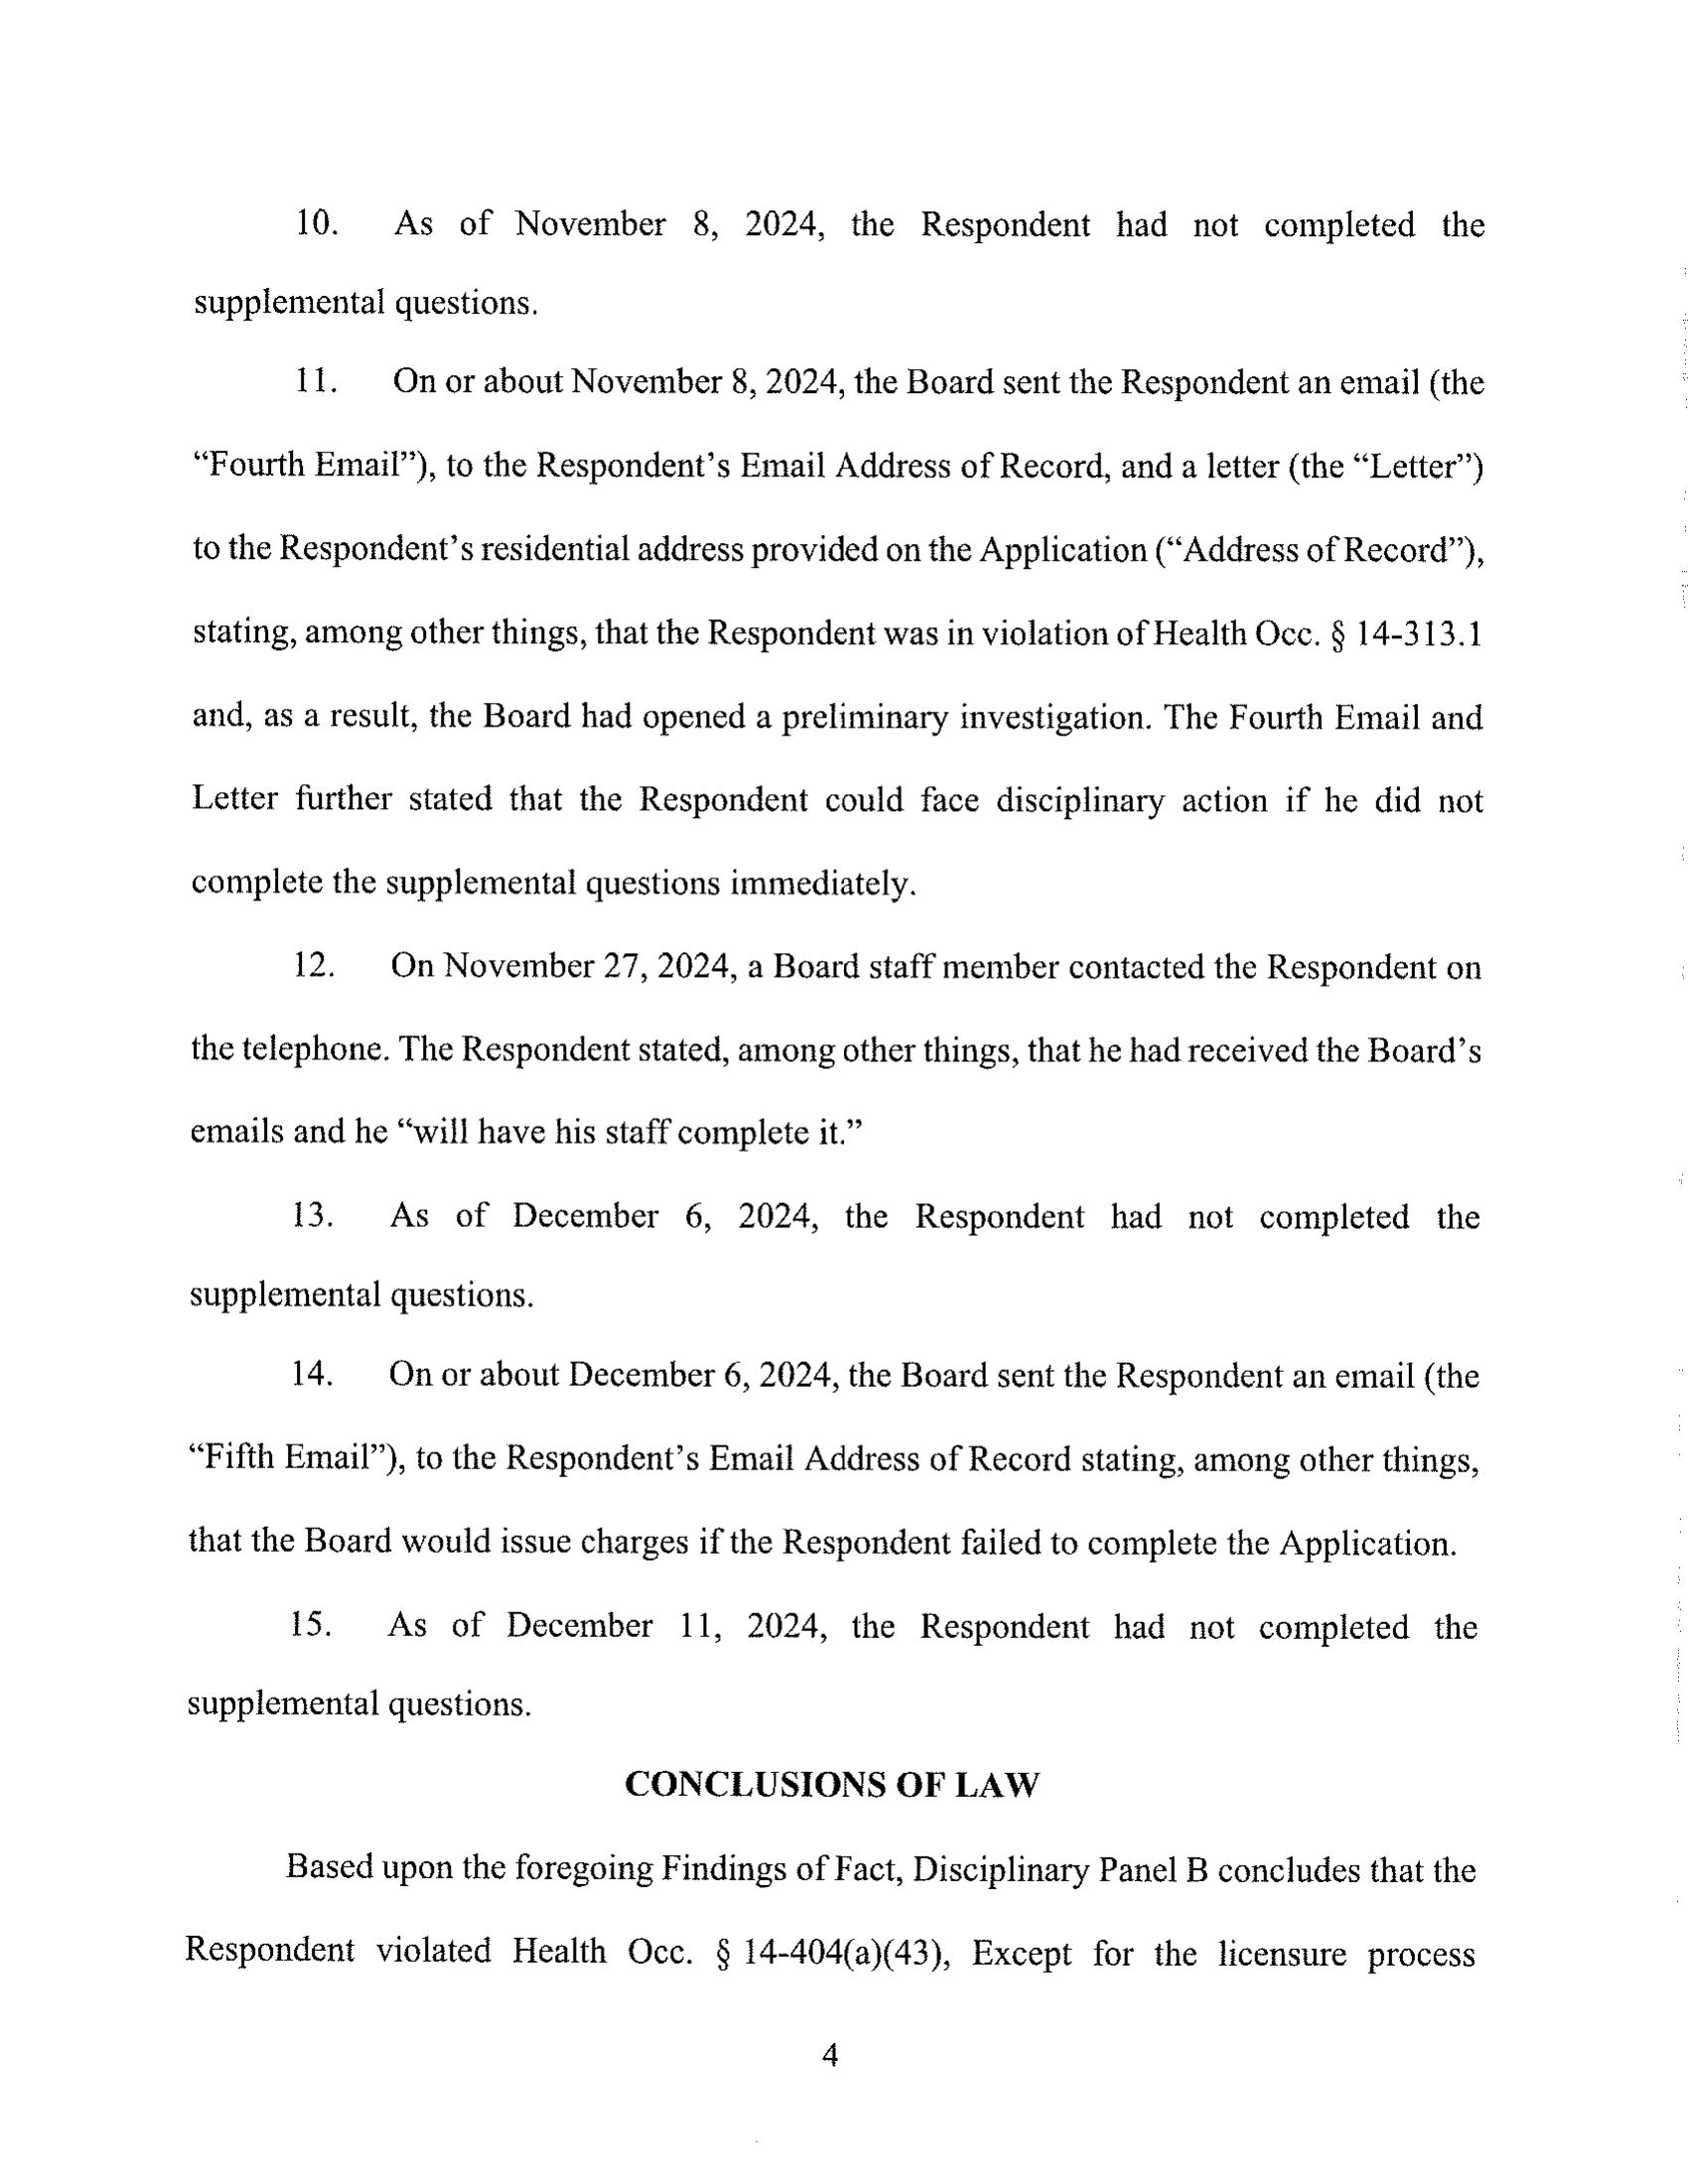 10. As of November 8, 2024, the Respondent had not completed the
supplemental questions.
11. On or about November 8, 2024, the Board sent the Respondent an email (the
“Fourth Email”), to the Respondent’s Email Address of Record, and a letter (the “Letter”)
to the Respondent’s residential address provided on the Application (“Address of Record”),
stating, among other things, that the Respondent was in violation of Health Occ. § 14-313.1
and, as a result, the Board had opened a preliminary investigation. The Fourth Email and
Letter further stated that the Respondent could face disciplinary action if he did not
complete the supplemental questions immediately.
12. On November 27, 2024, a Board staff member contacted the Respondent on
the telephone. The Respondent stated, among other things, that he had received the Board’s
emails and he “will have his staff complete it.”
13. As of December 6, 2024, the Respondent had not completed the
supplemental questions.
14. On or about December 6, 2024, the Board sent the Respondent an email (the
“Fifth Email”), to the Respondent’s Email Address of Record stating, among other things,
that the Board would issue charges if the Respondent failed to complete the Application.
15. As of December 11, 2024, the Respondent had not completed the
supplemental questions.
CONCLUSIONS OF LAW
Based upon the foregoing Findings of Fact, Disciplinary Panel B concludes that the
Respondent violated Health Occ. § 14-404(a)(43), Except for the licensure process
4